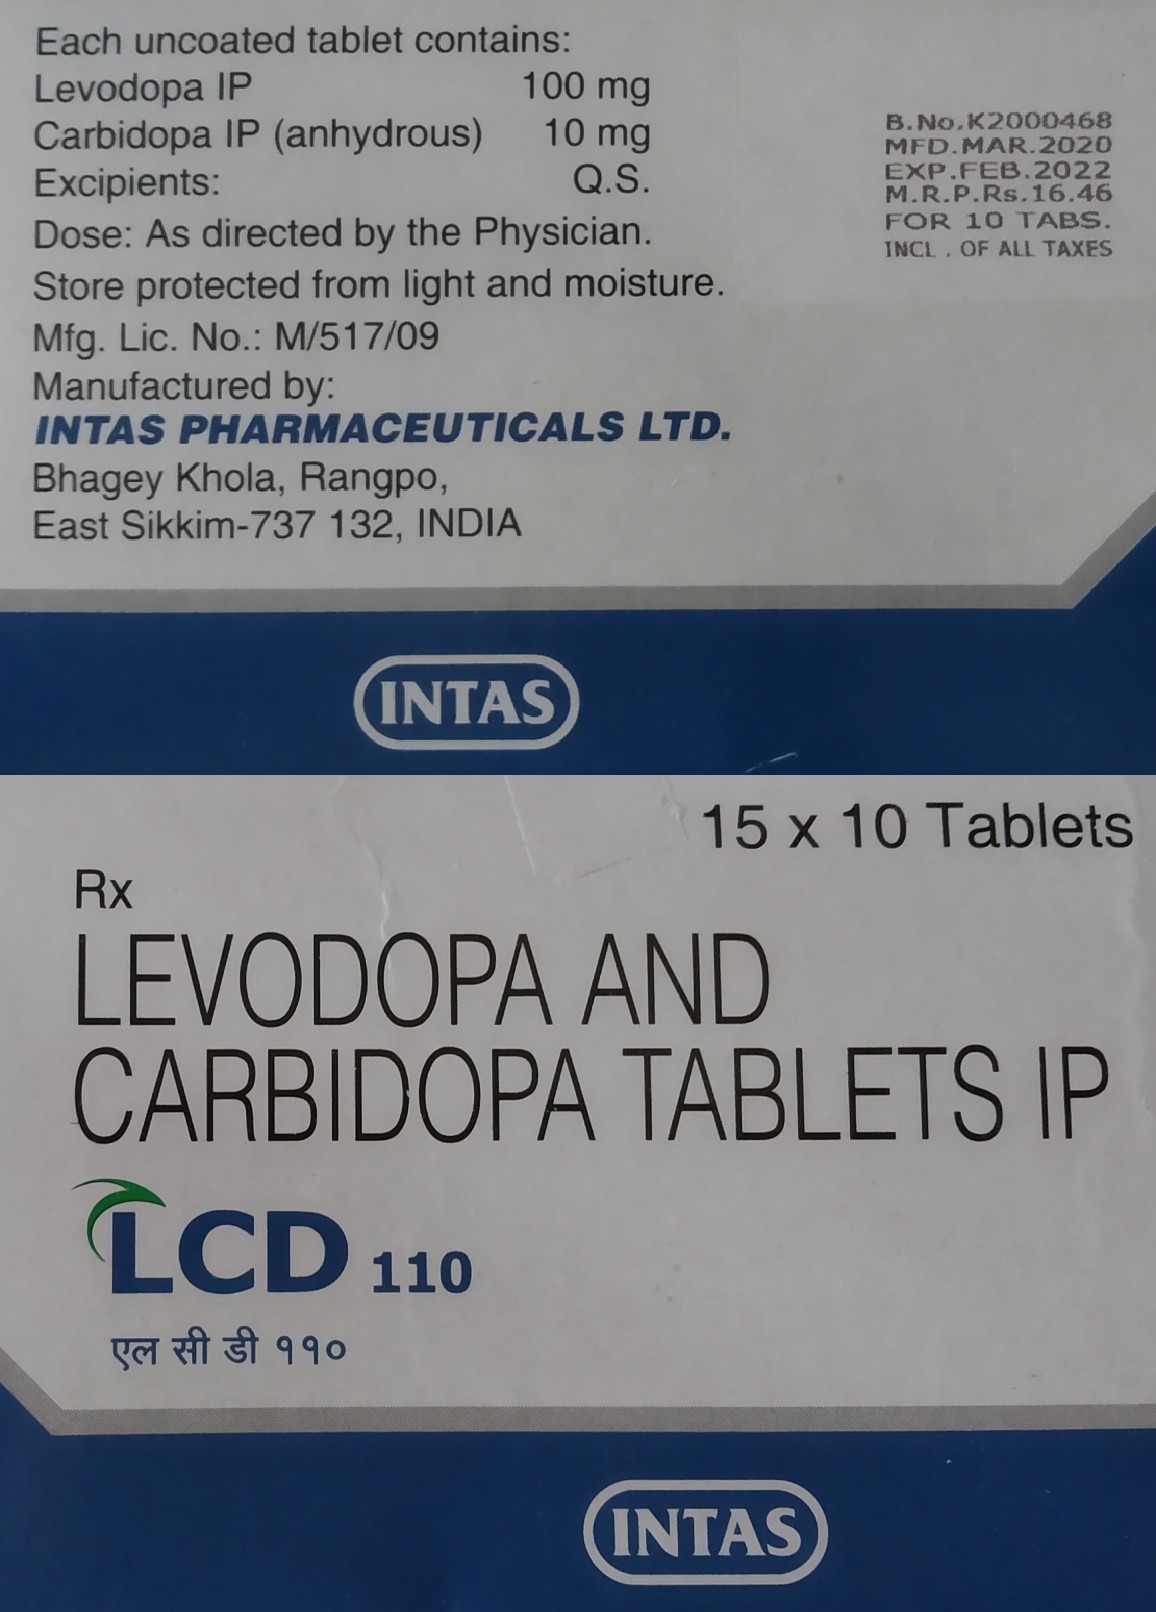 Each uncoated tablet contains:
Levodopa IP 100 mg
Carbidopa IP (anhydrous) 10 mg
Excipients: Q.S.
Dose: As directed by the Physician.
Store protected from light and moisture.
Mfg. Lic. No.: M/517/09
Manufactured by:
INTAS PHARMACEUTICALS LTD.
Bhagey Khola, Rangpo,
East Sikkim-737 132, INDIA
B.No.K2000468
MFD.MAR.2020
EXP.FEB.2022
M.R.P.Rs.16.46
FOR 10 TABS.
INCL . OF ALL TAXES
INTAS
15 x 10 Tablets
Rx
LEVODOPA AND
CARBIDOPA TABLETS IP
LCD 110
एल सी डी ११०
INTAS